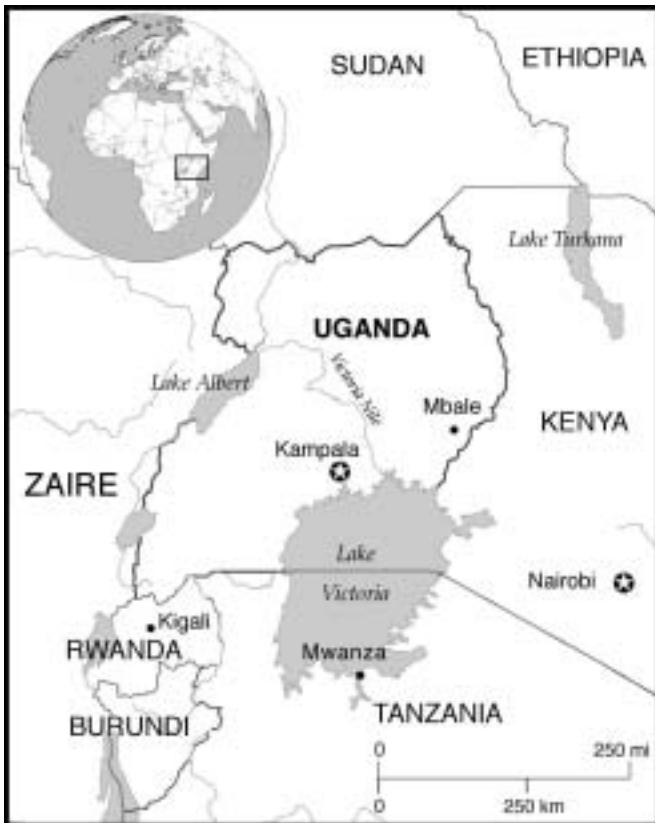 SUDAN
ETHIOPIA
Lake Turkana
UGANDA
Lake Albert
Victoria Nile
Mbale
KENYA
Kampala
ZAIRE
Lake
Victoria
Nairobi
Kigali
RWANDA
Mwanza
BURUNDI
TANZANIA
0 250 mi
0 250 km